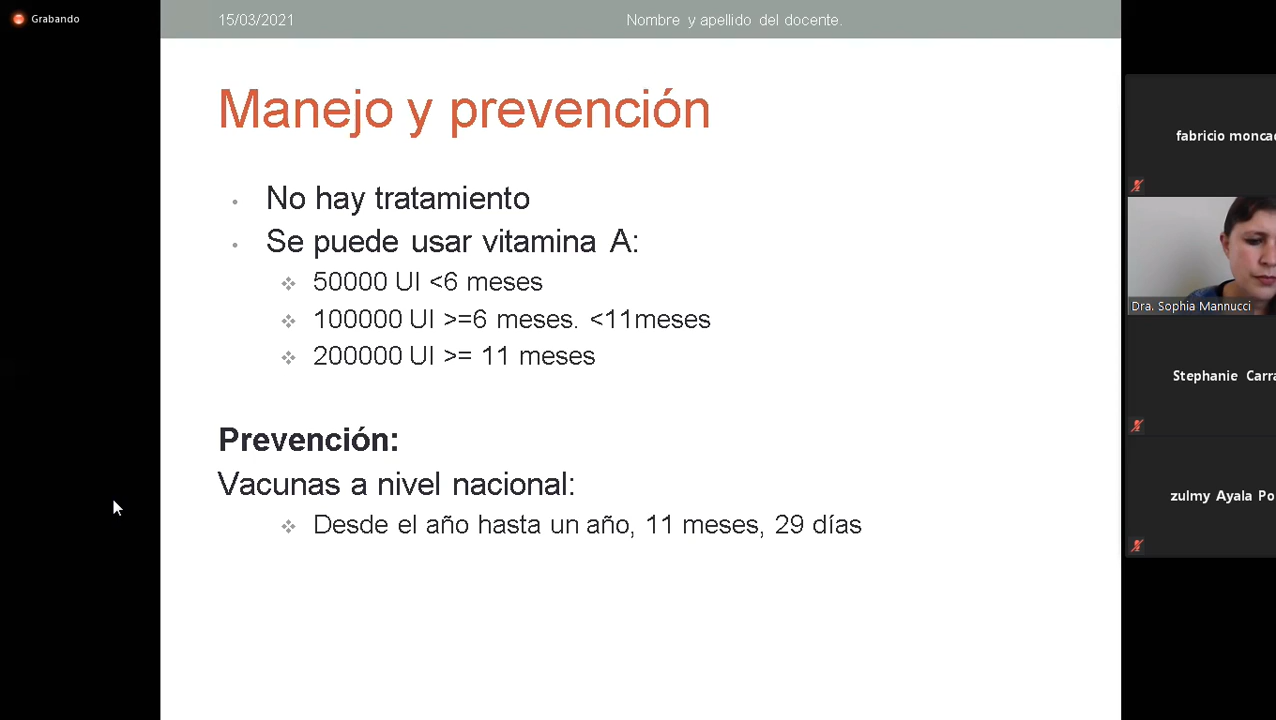 Grabando
15/03/2021
Nombre y apellido del docente.
Manejo y prevención
No hay tratamiento
Se puede usar vitamina A:
50000 UI <6 meses
100000 UI >=6 meses. <11meses
200000 UI >= 11 meses
Prevención:
Vacunas a nivel nacional:
Desde el año hasta un año, 11 meses, 29 días
fabricio moncad
Dra. Sophia Mannucci
Stephanie Carra
zulmy Ayala Po